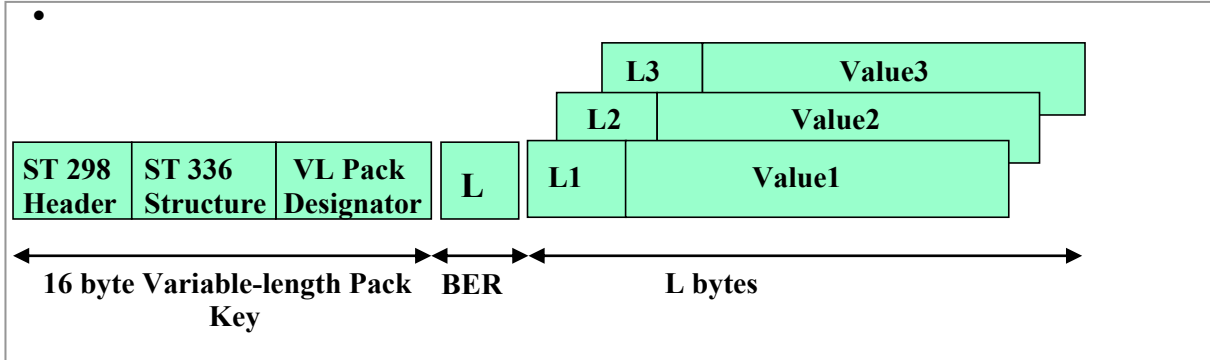 •
L3 Value3
L2 Value2
ST 298 Header
ST 336 Structure
VL Pack Designator
L
L1 Value1
16 byte Variable-length Pack
Key
BER
L bytes